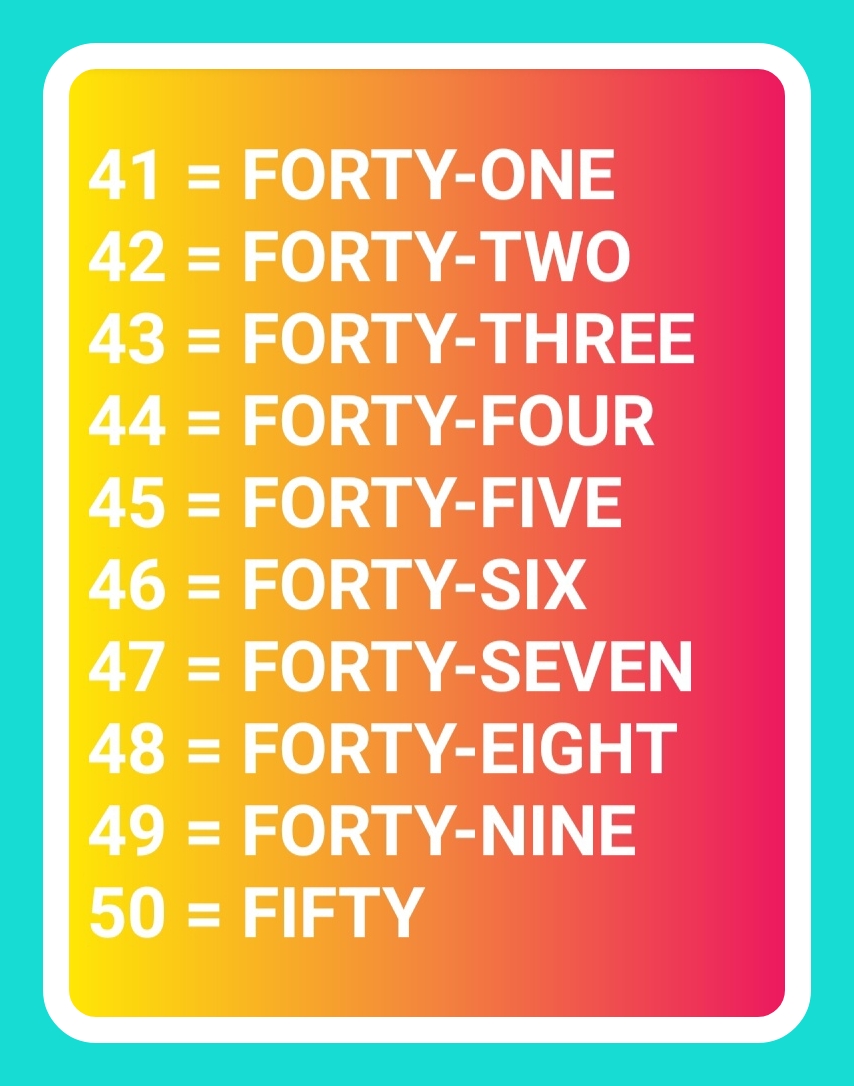 41 = FORTY-ONE
42 = FORTY-TWO
43 = FORTY-THREE
44 = FORTY-FOUR
45 = FORTY-FIVE
46 = FORTY-SIX
47 = FORTY-SEVEN
48 = FORTY-EIGHT
49 = FORTY-NINE
50 = FIFTY